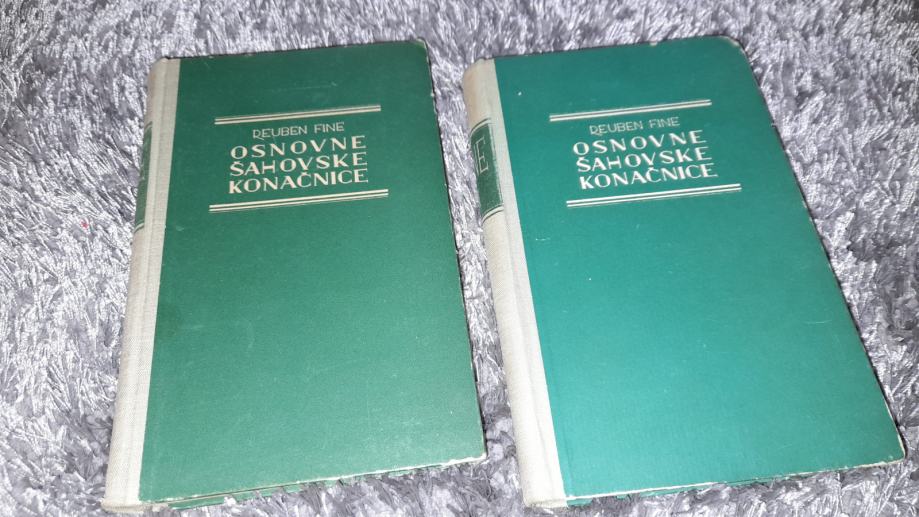 REUBEN FINE
OSNOVNE
ŠAHOVSKE
KONAČNICE
E
REUBEN FINE
OSNOVNE
ŠAHOVSKE
KONAČNICE